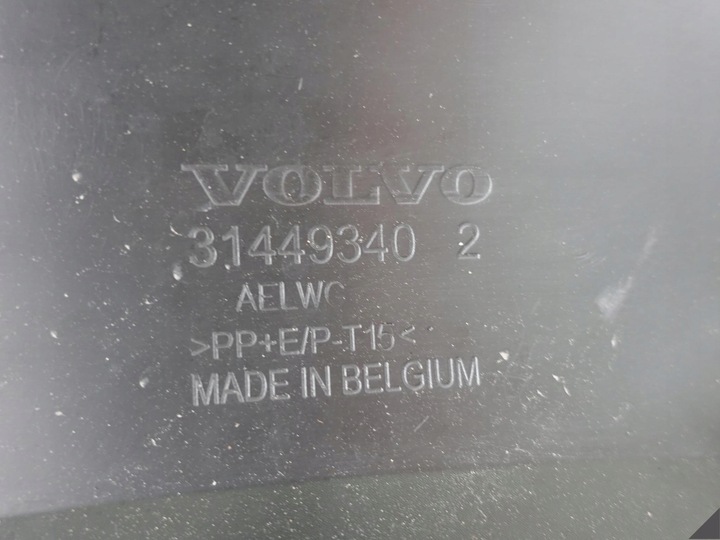 VOLVO
31449340 2
AELWC
>PP+E/P-T15<
MADE IN BELGIUM